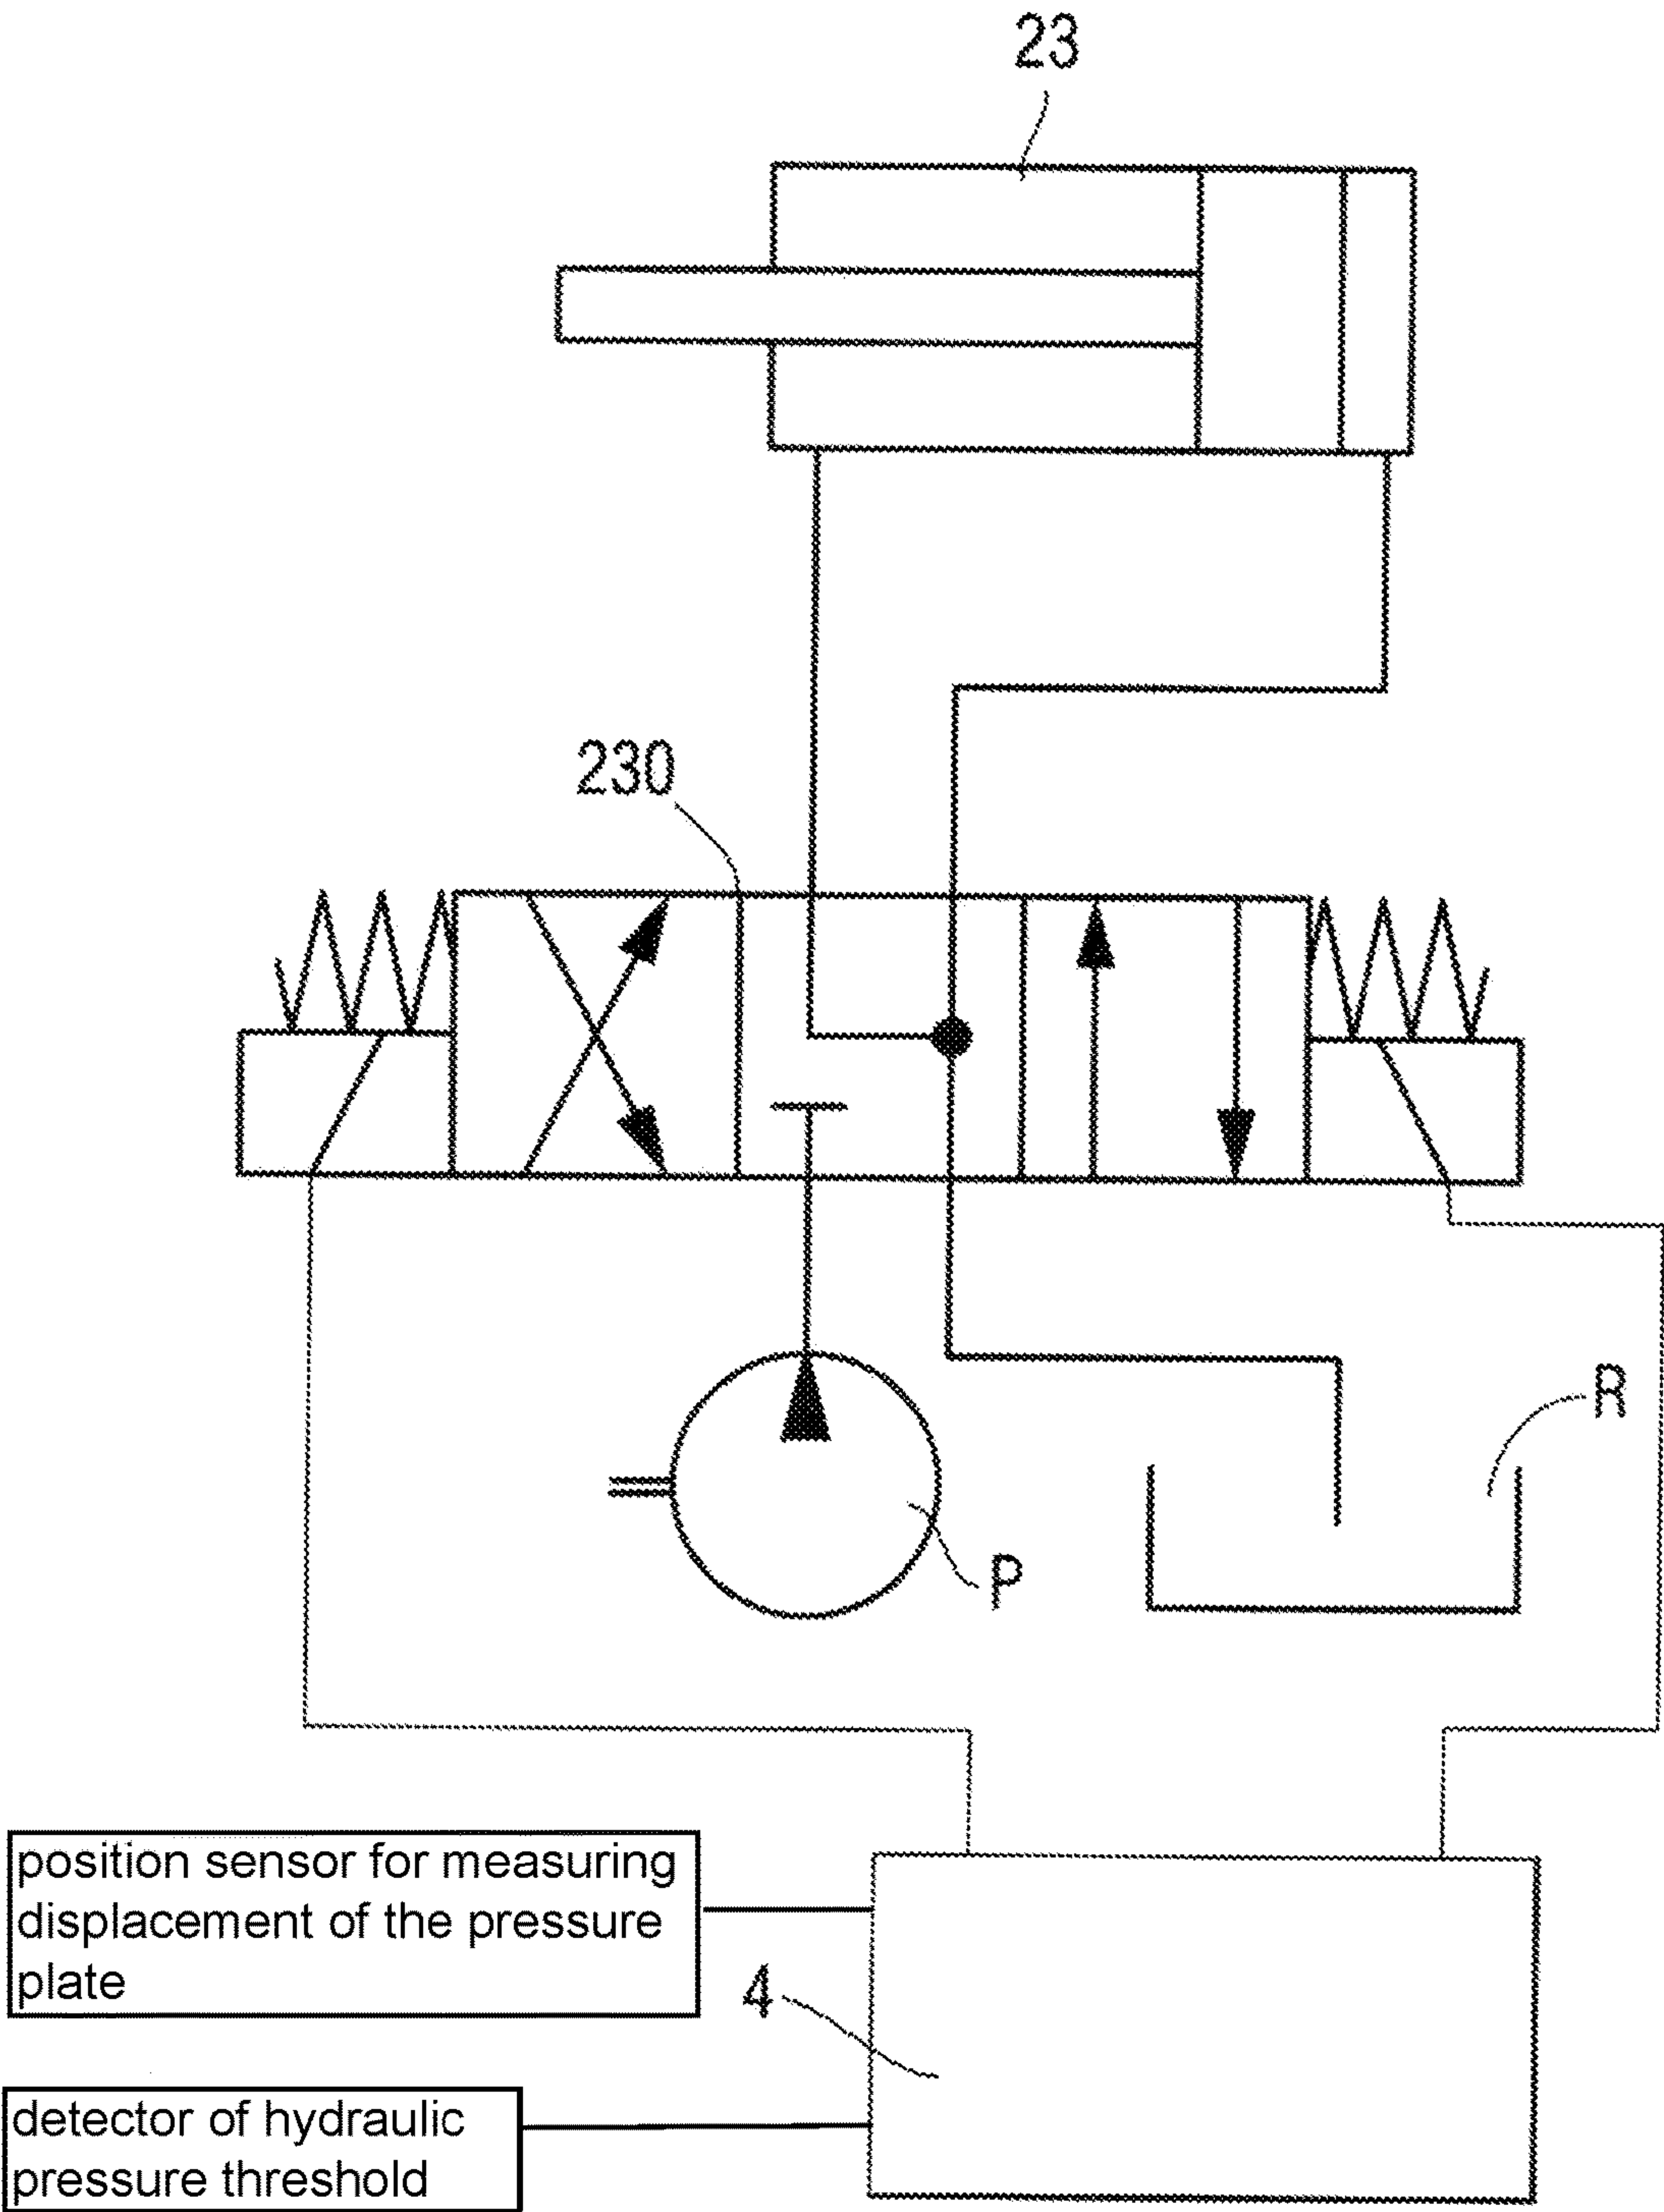 23
230
R
P
position sensor for measuring
displacement of the pressure
plate
4
detector of hydraulic
pressure threshold